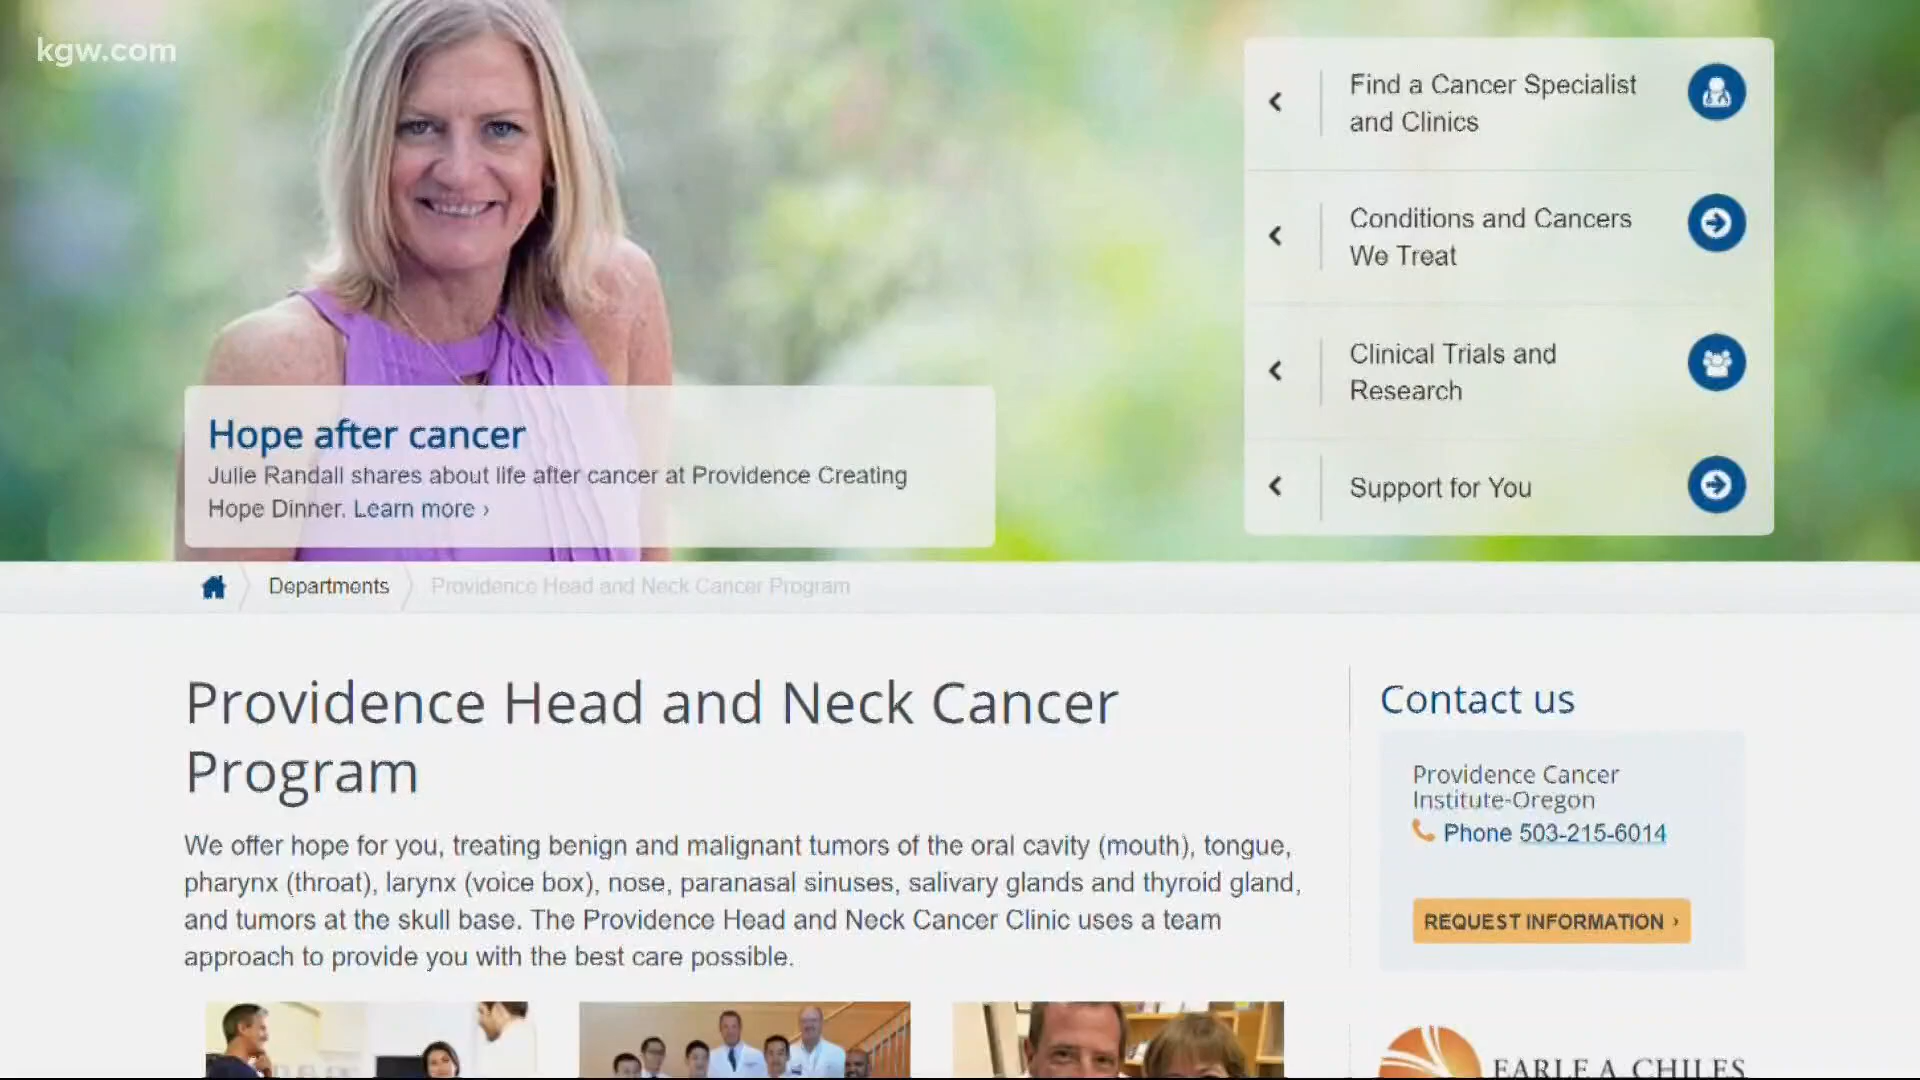 kgw.com
Find a Cancer Specialist
and Clinics
Conditions and Cancers
We Treat
Clinical Trials and
Research
Support for You
Hope after cancer
Julie Randall shares about life after cancer at Providence Creating
Hope Dinner. Learn more ›
Departments
Providence Head and Neck Cancer Program
Providence Head and Neck Cancer
Program
We offer hope for you, treating benign and malignant tumors of the oral cavity (mouth), tongue,
pharynx (throat), larynx (voice box), nose, paranasal sinuses, salivary glands and thyroid gland,
and tumors at the skull base. The Providence Head and Neck Cancer Clinic uses a team
approach to provide you with the best care possible.
Contact us
Providence Cancer
Institute-Oregon
Phone 503-215-6014
REQUEST INFORMATION ›
EARLE A. CHILES